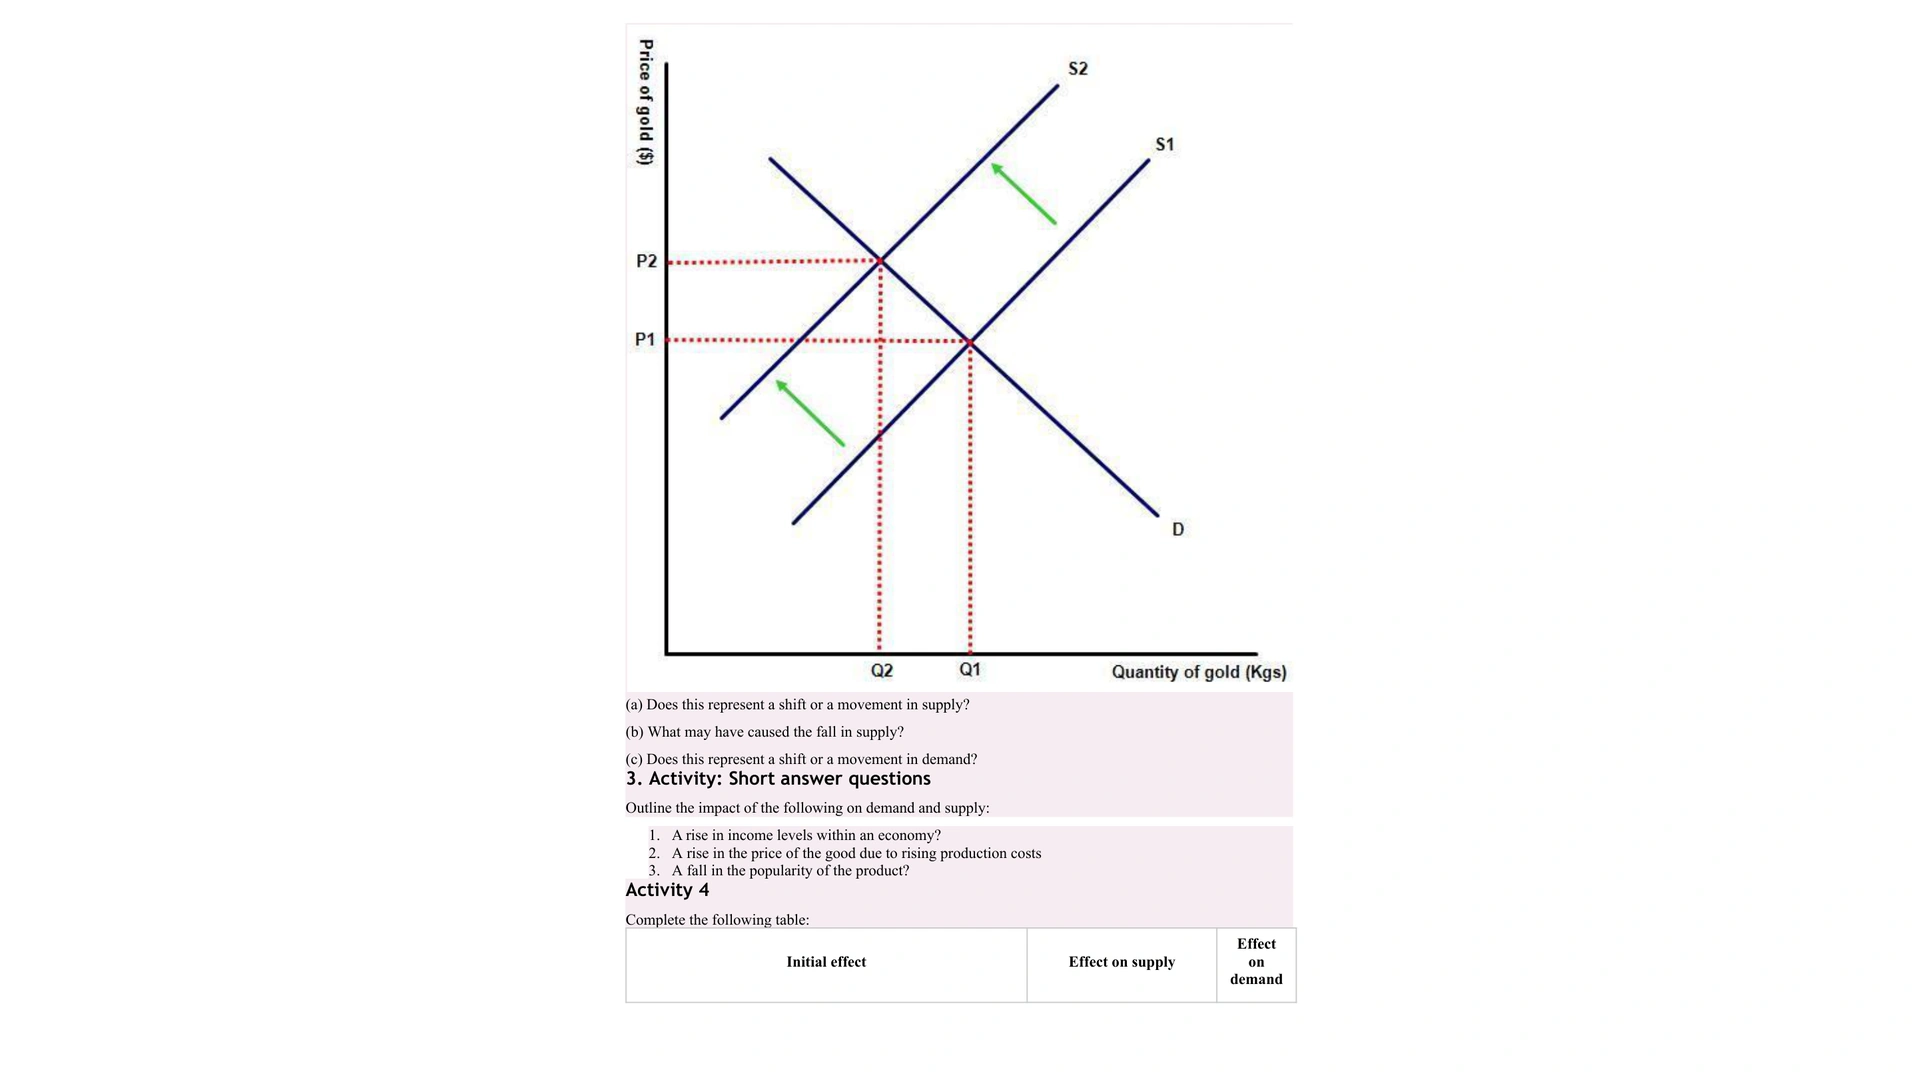 Price of gold ($)
S2
S1
P2
P1
D
Q2
Q1
Quantity of gold (Kgs)
(a) Does this represent a shift or a movement in supply?
(b) What may have caused the fall in supply?
(c) Does this represent a shift or a movement in demand?
3. Activity: Short answer questions
Outline the impact of the following on demand and supply:
1. A rise in income levels within an economy?
2. A rise in the price of the good due to rising production costs
3. A fall in the popularity of the product?
Activity 4
Complete the following table:
Initial effect
Effect on supply
Effect
on
demand